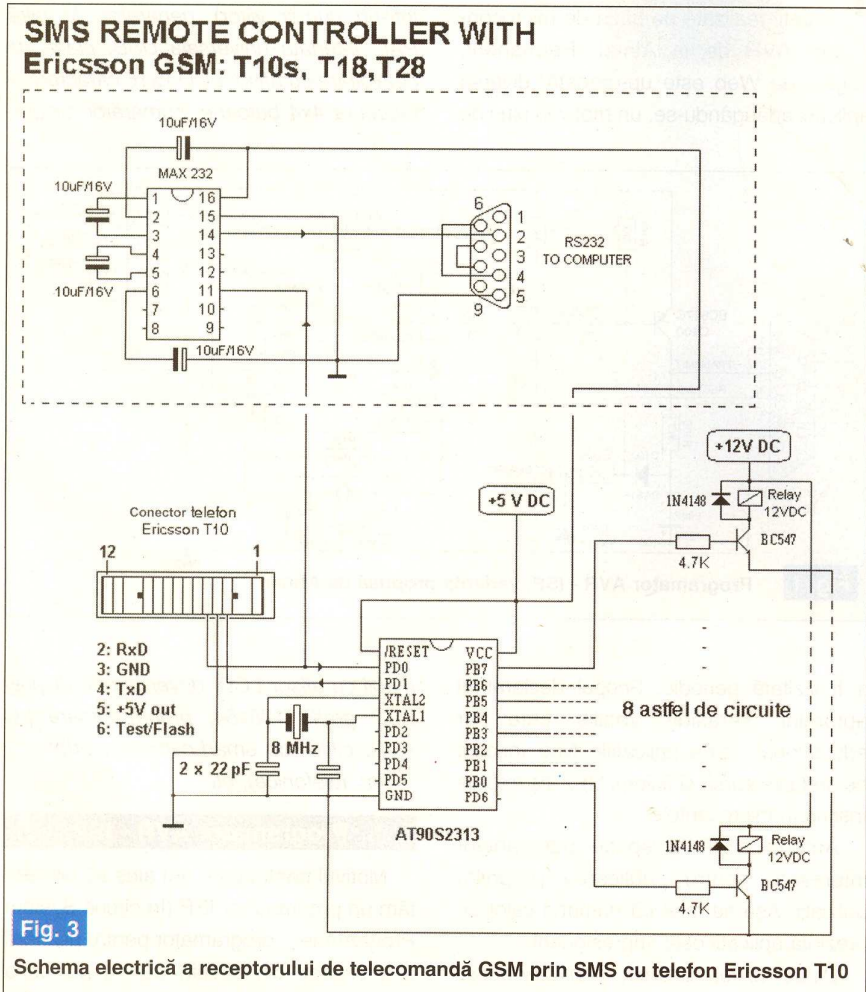 SMS REMOTE CONTROLLER WITH
Ericsson GSM: T10s, T18,T28
10uF/16V
MAX 232
10uF/16V
1
2
3
4
5
6
7
8
16
15
14
13
12
11
10
9
10uF/16V
10uF/16V
6
9
1
2
3
4
5
RS232
TO COMPUTER
+12V DC
+5 V DC
1N4148
Relay
12VDC
BC547
4.7K
Conector telefon
Ericsson T10
12
1
2: RxD
3: GND
4: TxD
5: +5V out
6: Test/Flash
8 MHz
2 x 22 pF
/RESET
PD0
PD1
XTAL2
XTAL1
PD2
PD3
PD4
PD5
GND
VCC
PB7
PB6
PB5
PB4
PB3
PB2
PB1
PB0
PD6
AT90S2313
8 astfel de circuite
1N4148
Relay
12VDC
BC547
4.7K
Fig. 3
Schema electrică a receptorului de telecomandă GSM prin SMS cu telefon Ericsson T10